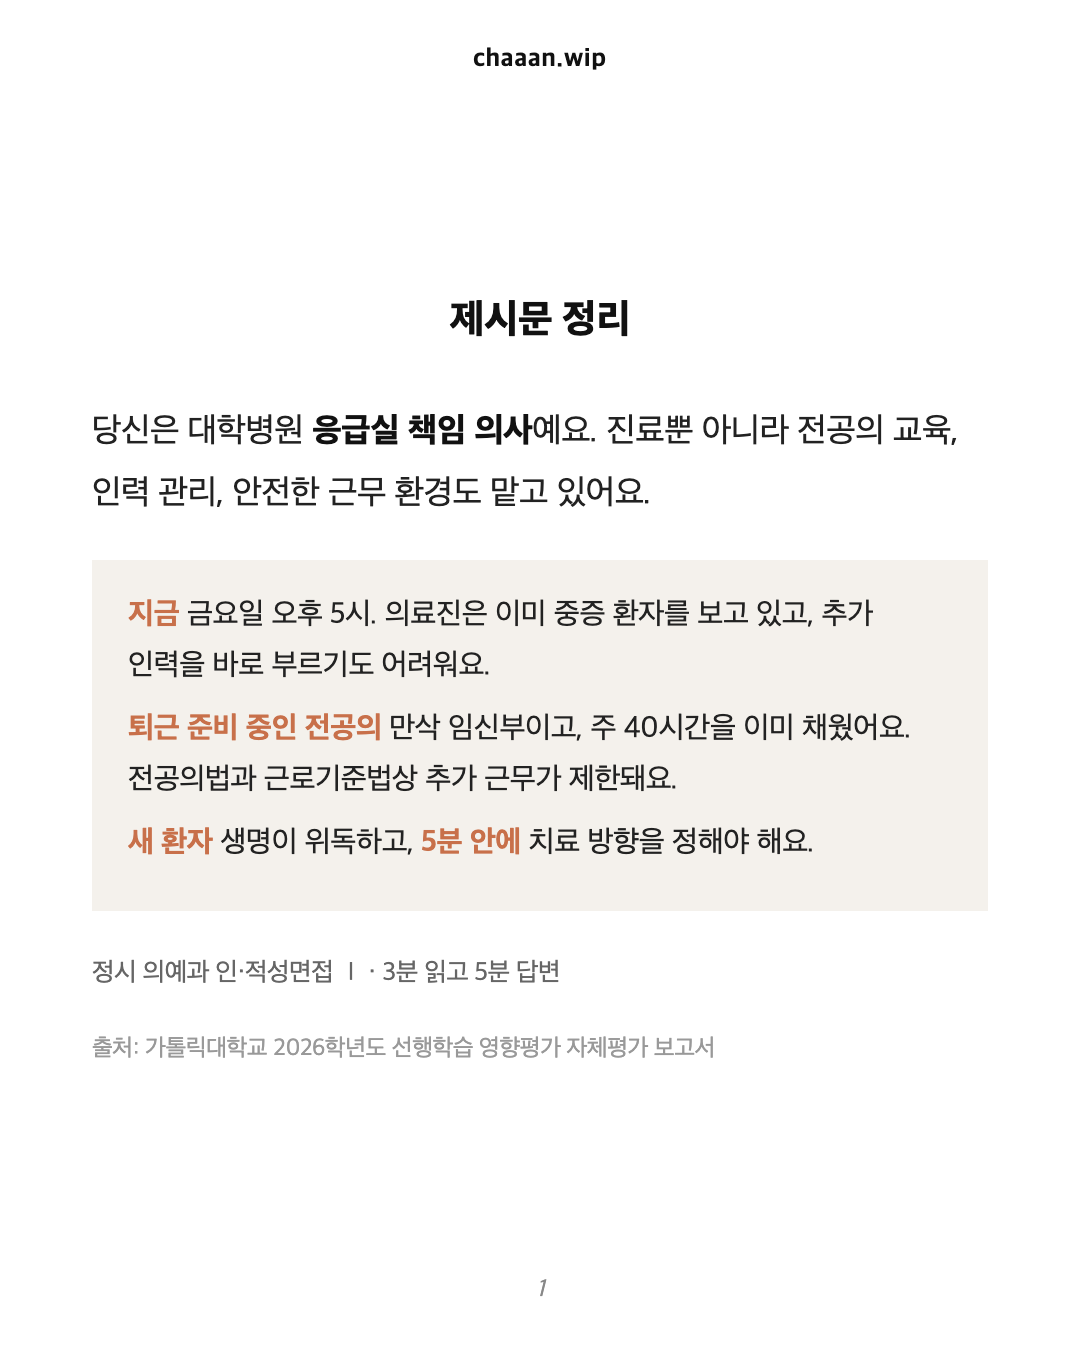 chaaan.wip
제시문 정리
당신은 대학병원 응급실 책임 의사예요. 진료뿐 아니라 전공의 교육,
인력 관리, 안전한 근무 환경도 맡고 있어요.
지금 금요일 오후 5시. 의료진은 이미 중증 환자를 보고 있고, 추가
인력을 바로 부르기도 어려워요.
퇴근 준비 중인 전공의 만삭 임신부이고, 주 40시간을 이미 채웠어요.
전공의법과 근로기준법상 추가 근무가 제한돼요.
새 환자 생명이 위독하고, 5분 안에 치료 방향을 정해야 해요.
정시 의예과 인·적성면접 Ⅰ · 3분 읽고 5분 답변
출처: 가톨릭대학교 2026학년도 선행학습 영향평가 자체평가 보고서
1